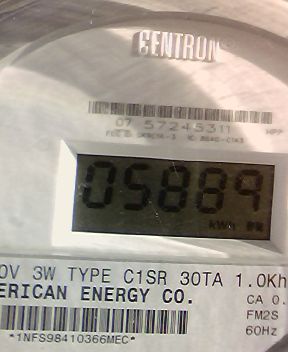 CENTRON
07 57245311
05889
kWh
0V 3W TYPE C1SR 30TA 1.0Kh
ERICAN ENERGY CO.
CA 0.
FM2S
60Hz
*1NFS98410366MEC*